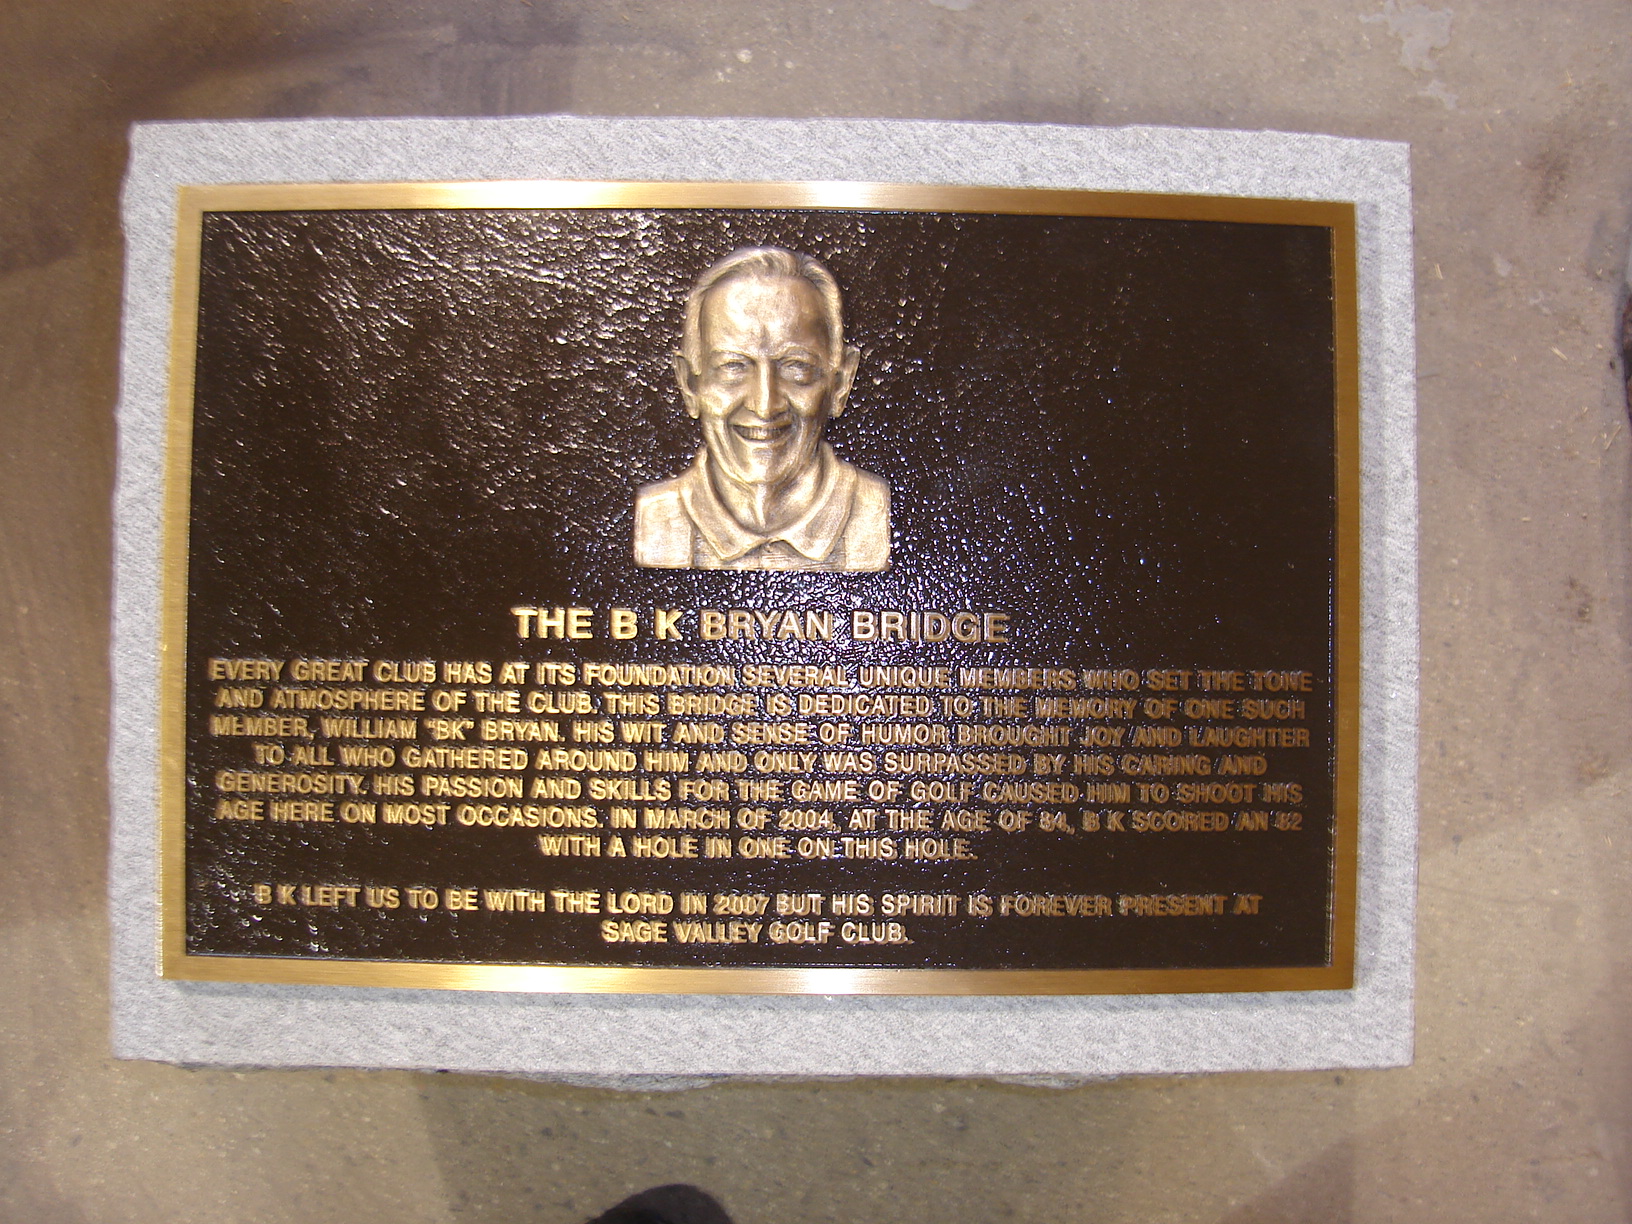 THE B K BRYAN BRIDGE
EVERY GREAT CLUB HAS AT ITS FOUNDATION SEVERAL UNIQUE MEMBERS WHO SET THE TONE
AND ATMOSPHERE OF THE CLUB. THIS BRIDGE IS DEDICATED TO THE MEMORY OF ONE SUCH
MEMBER, WILLIAM "BK" BRYAN. HIS WIT AND SENSE OF HUMOR BROUGHT JOY AND LAUGHTER
TO ALL WHO GATHERED AROUND HIM AND ONLY WAS SURPASSED BY HIS CARING AND
GENEROSITY. HIS PASSION AND SKILLS FOR THE GAME OF GOLF CAUSED HIM TO SHOOT HIS
AGE HERE ON MOST OCCASIONS. IN MARCH OF 2004, AT THE AGE OF 84, B K SCORED AN 82
WITH A HOLE IN ONE ON THIS HOLE.
B K LEFT US TO BE WITH THE LORD IN 2007 BUT HIS SPIRIT IS FOREVER PRESENT AT
SAGE VALLEY GOLF CLUB.